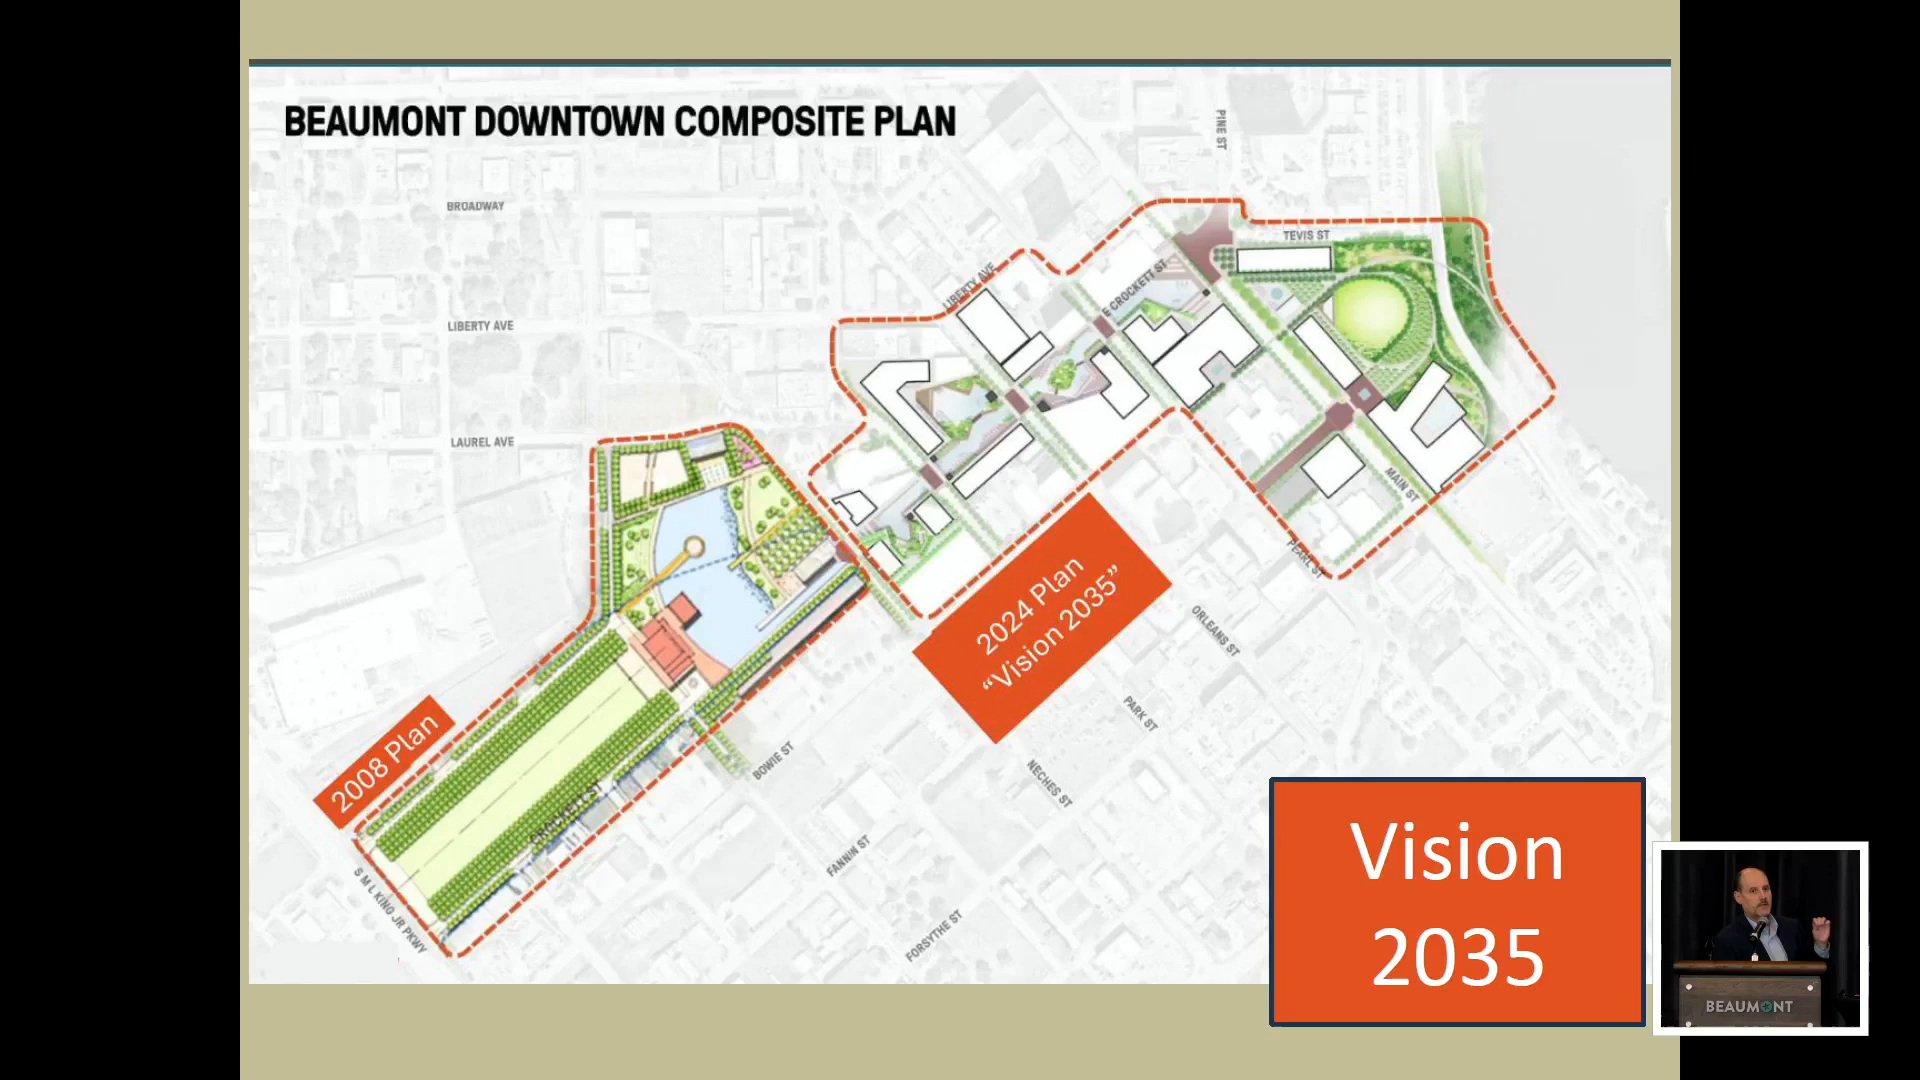 BEAUMONT DOWNTOWN COMPOSITE PLAN
PINE ST
BROADWAY
TEVIS ST
LIBERTY AVE
E CROCKETT ST
LIBERTY AVE
LAUREL AVE
MAIN ST
PEARL ST
2024 Plan
“Vision 2035”
ORLEANS ST
PARK ST
2008 Plan
BOWIE ST
NECHES ST
CROCKETT ST
FANNIN ST
S M L KING JR PKWY
FORSYTHE ST
Vision
2035
BEAUMONT